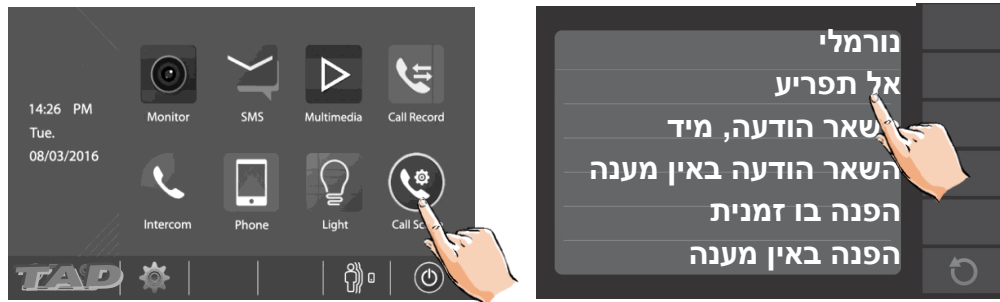 14:26 PM
Tue.
08/03/2016
Monitor
SMS
Multimedia
Call Record
Intercom
Phone
Light
Call
TAD
נורמלי
אל תפריע
השאר הודעה, מיד
השאר הודעה באין מענה
הפנה בו זמנית
הפנה באין מענה